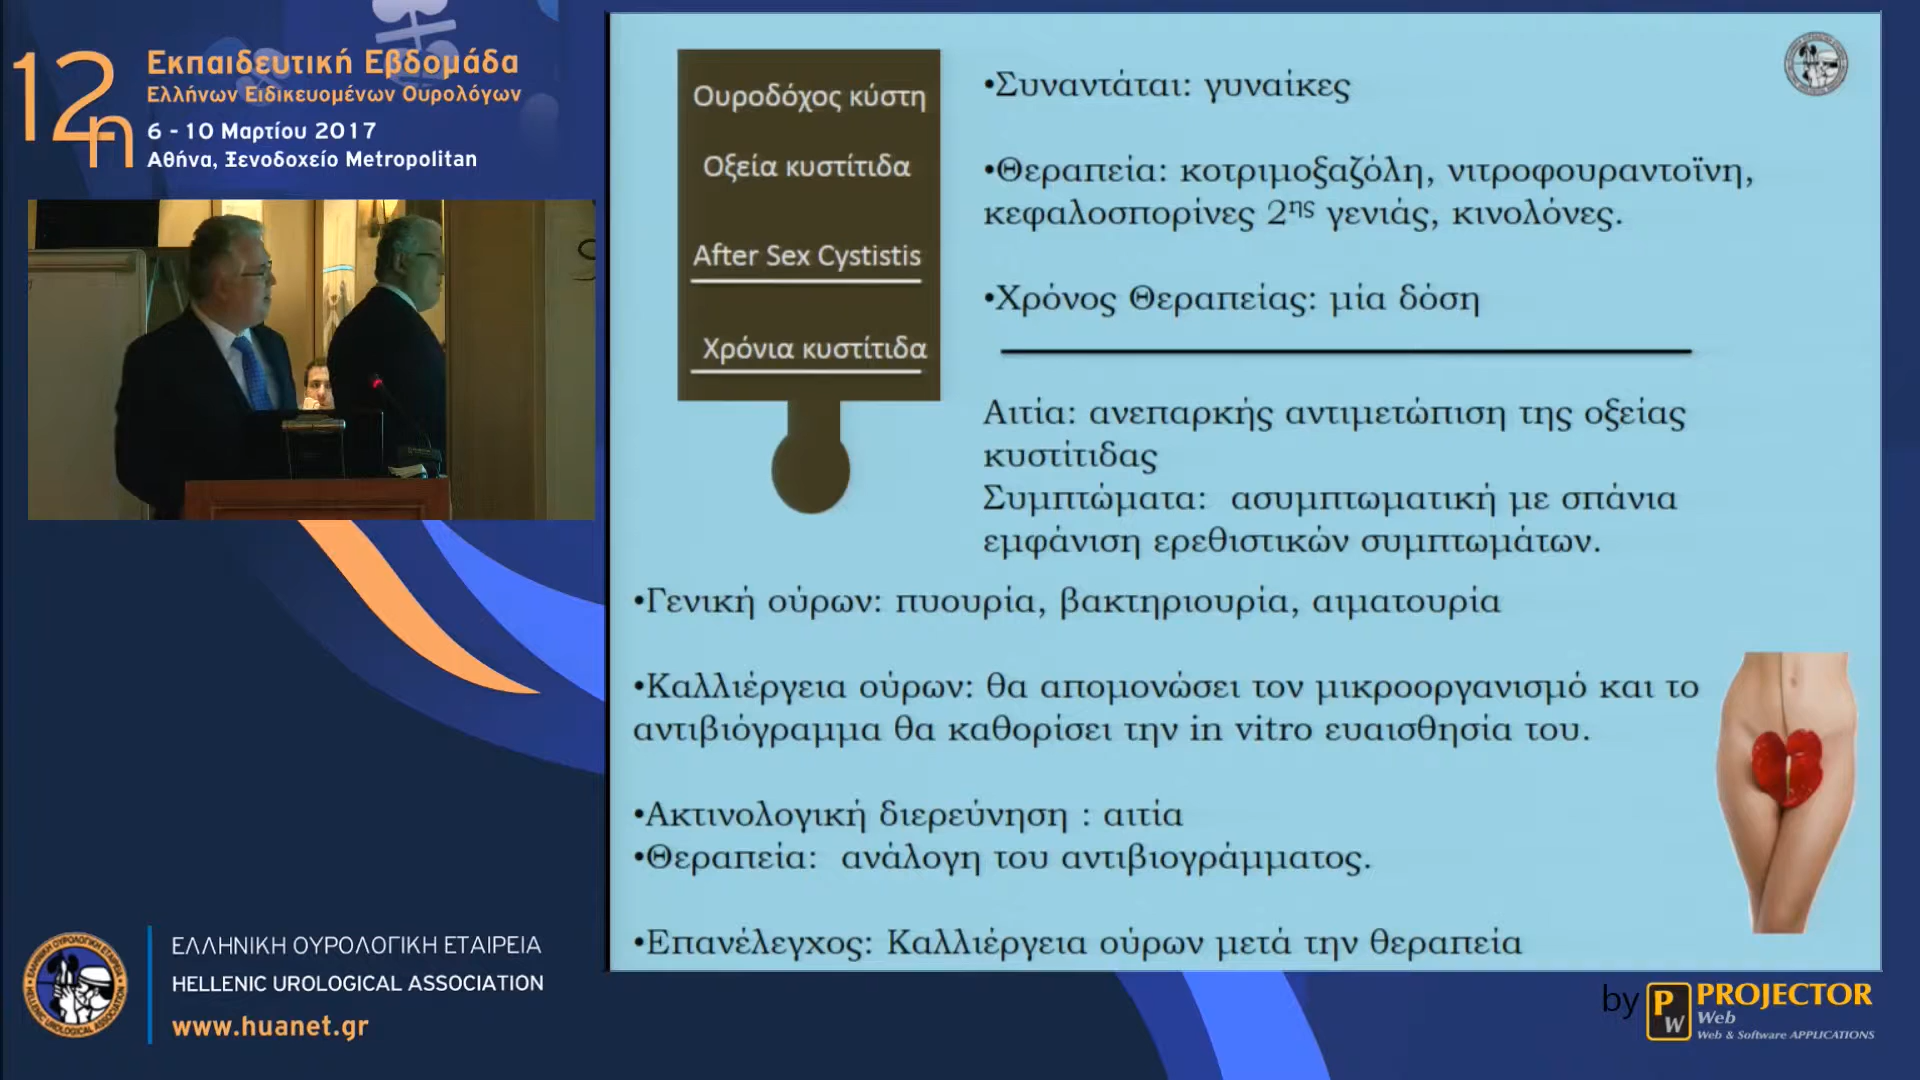 12η
Εκπαιδευτική Εβδομάδα
Ελλήνων Ειδικευομένων Ουρολόγων
6 - 10 Μαρτίου 2017
Αθήνα, Ξενοδοχείο Metropolitan
Ουροδόχος κύστη
Οξεία κυστίτιδα
After Sex Cystistis
Χρόνια κυστίτιδα
•Συναντάται: γυναίκες
•Θεραπεία: κοτριμοξαζόλη, νιτροφουραντοΐνη,
κεφαλοσπορίνες 2ης γενιάς, κινολόνες.
•Χρόνος Θεραπείας: μία δόση
Αιτία: ανεπαρκής αντιμετώπιση της οξείας
κυστίτιδας
Συμπτώματα: ασυμπτωματική με σπάνια
εμφάνιση ερεθιστικών συμπτωμάτων.
•Γενική ούρων: πυουρία, βακτηριουρία, αιματουρία
•Καλλιέργεια ούρων: θα απομονώσει τον μικροοργανισμό και το
αντιβιόγραμμα θα καθορίσει την in vitro ευαισθησία του.
•Ακτινολογική διερεύνηση : αιτία
•Θεραπεία: ανάλογη του αντιβιογράμματος.
•Επανέλεγχος: Καλλιέργεια ούρων μετά την θεραπεία
ΕΛΛΗΝΙΚΗ ΟΥΡΟΛΟΓΙΚΗ ΕΤΑΙΡΕΙΑ
HELLENIC UROLOGICAL ASSOCIATION
www.huanet.gr
by PW PROJECTOR
Web
Web & Software APPLICATIONS